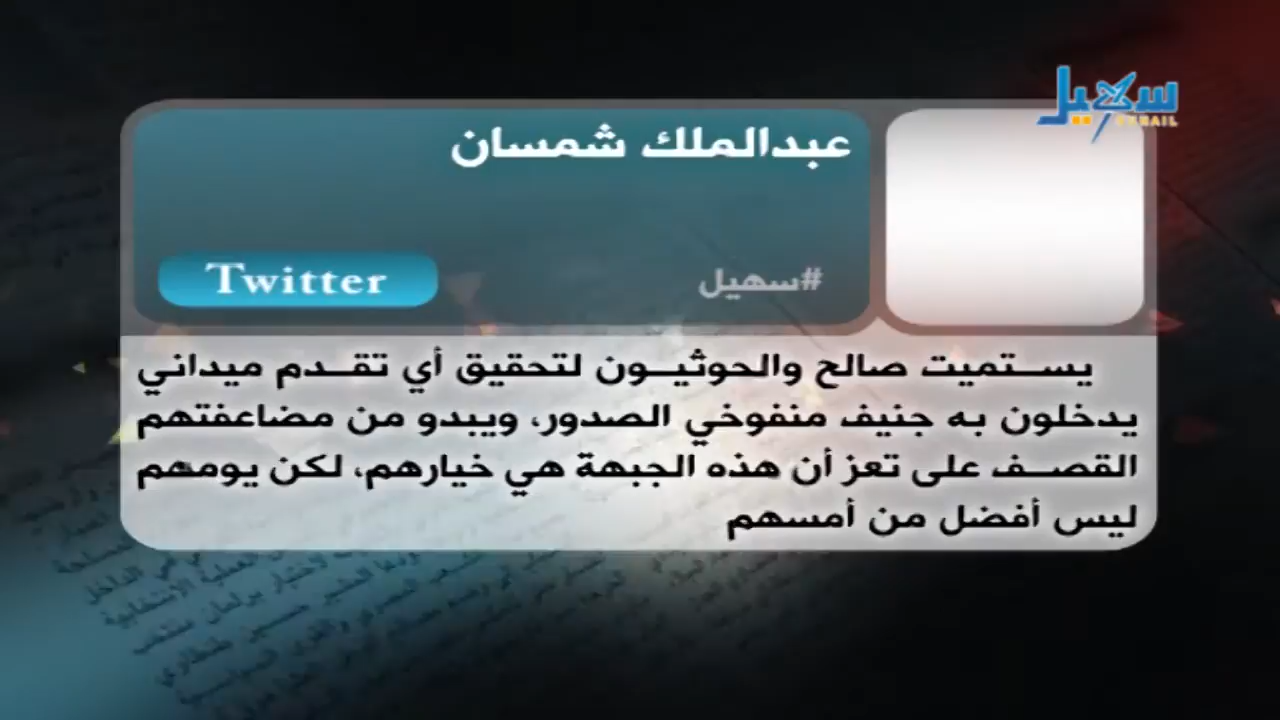 سهيل
SUHAIL
عبدالملك شمسان
#سهيل
Twitter
يستميت صالح والحوثيون لتحقيق أي تقدم ميداني
يدخلون به جنيف منفوخي الصدور، ويبدو من مضاعفتهم
القصف على تعز أن هذه الجبهة هي خيارهم، لكن يومهم
ليس أفضل من أمسهم